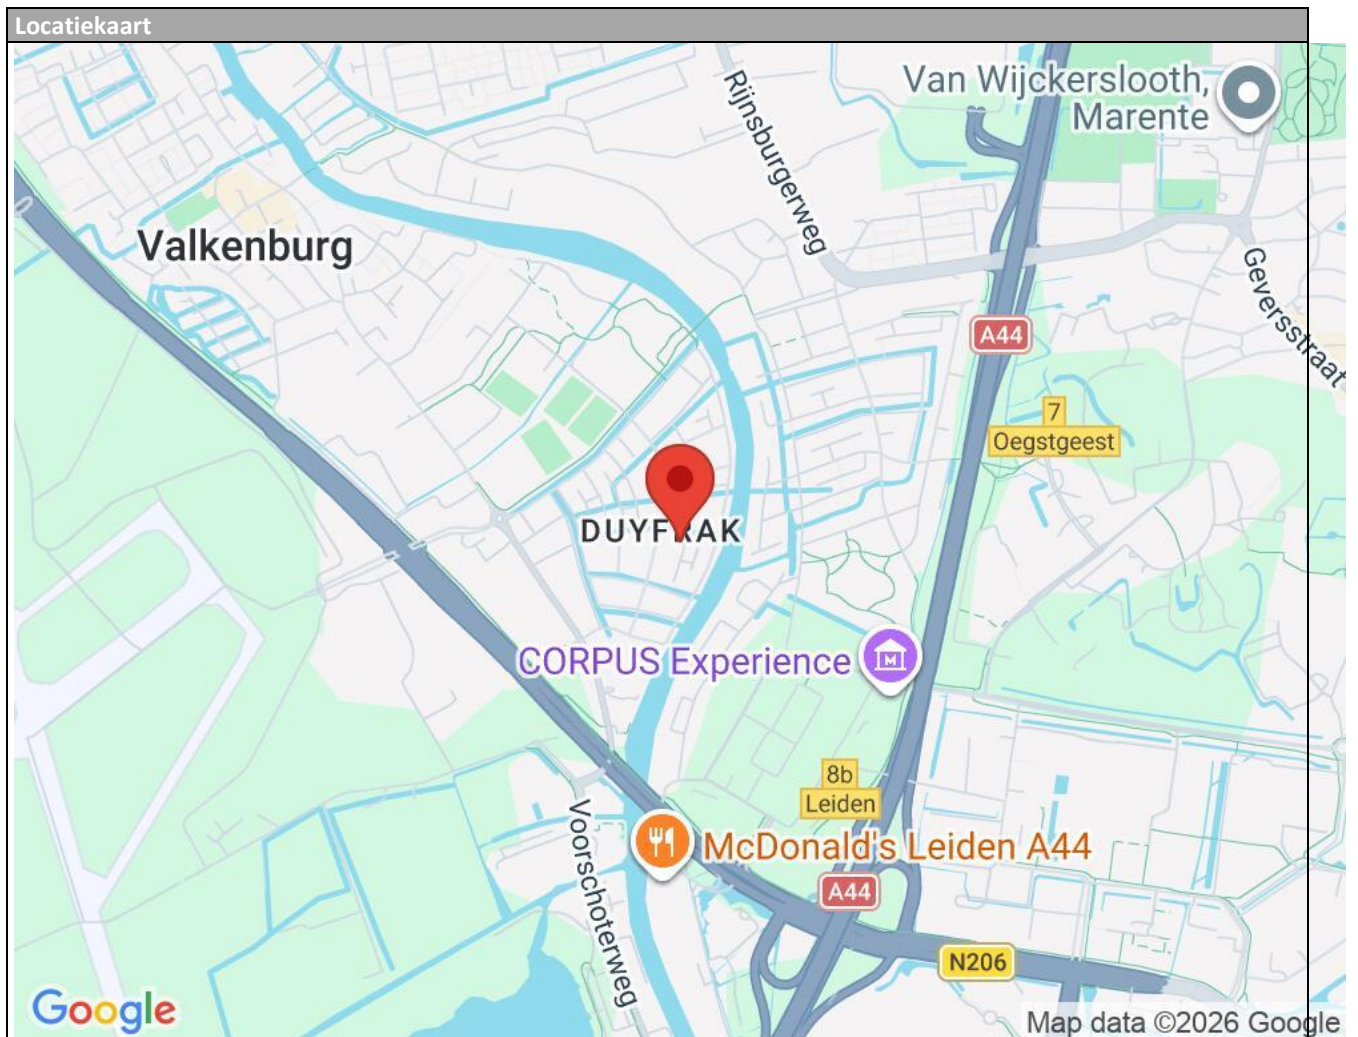 Locatiekaart
Van Wijckerslooth,
Marente
Rijnsburgerweg
Valkenburg
Geversstraat
A44
7
Oegstgeest
DUYFRAK
CORPUS Experience
8b
Leiden
Voorschoterweg
McDonald's Leiden A44
A44
N206
Google
Map data ©2026 Google